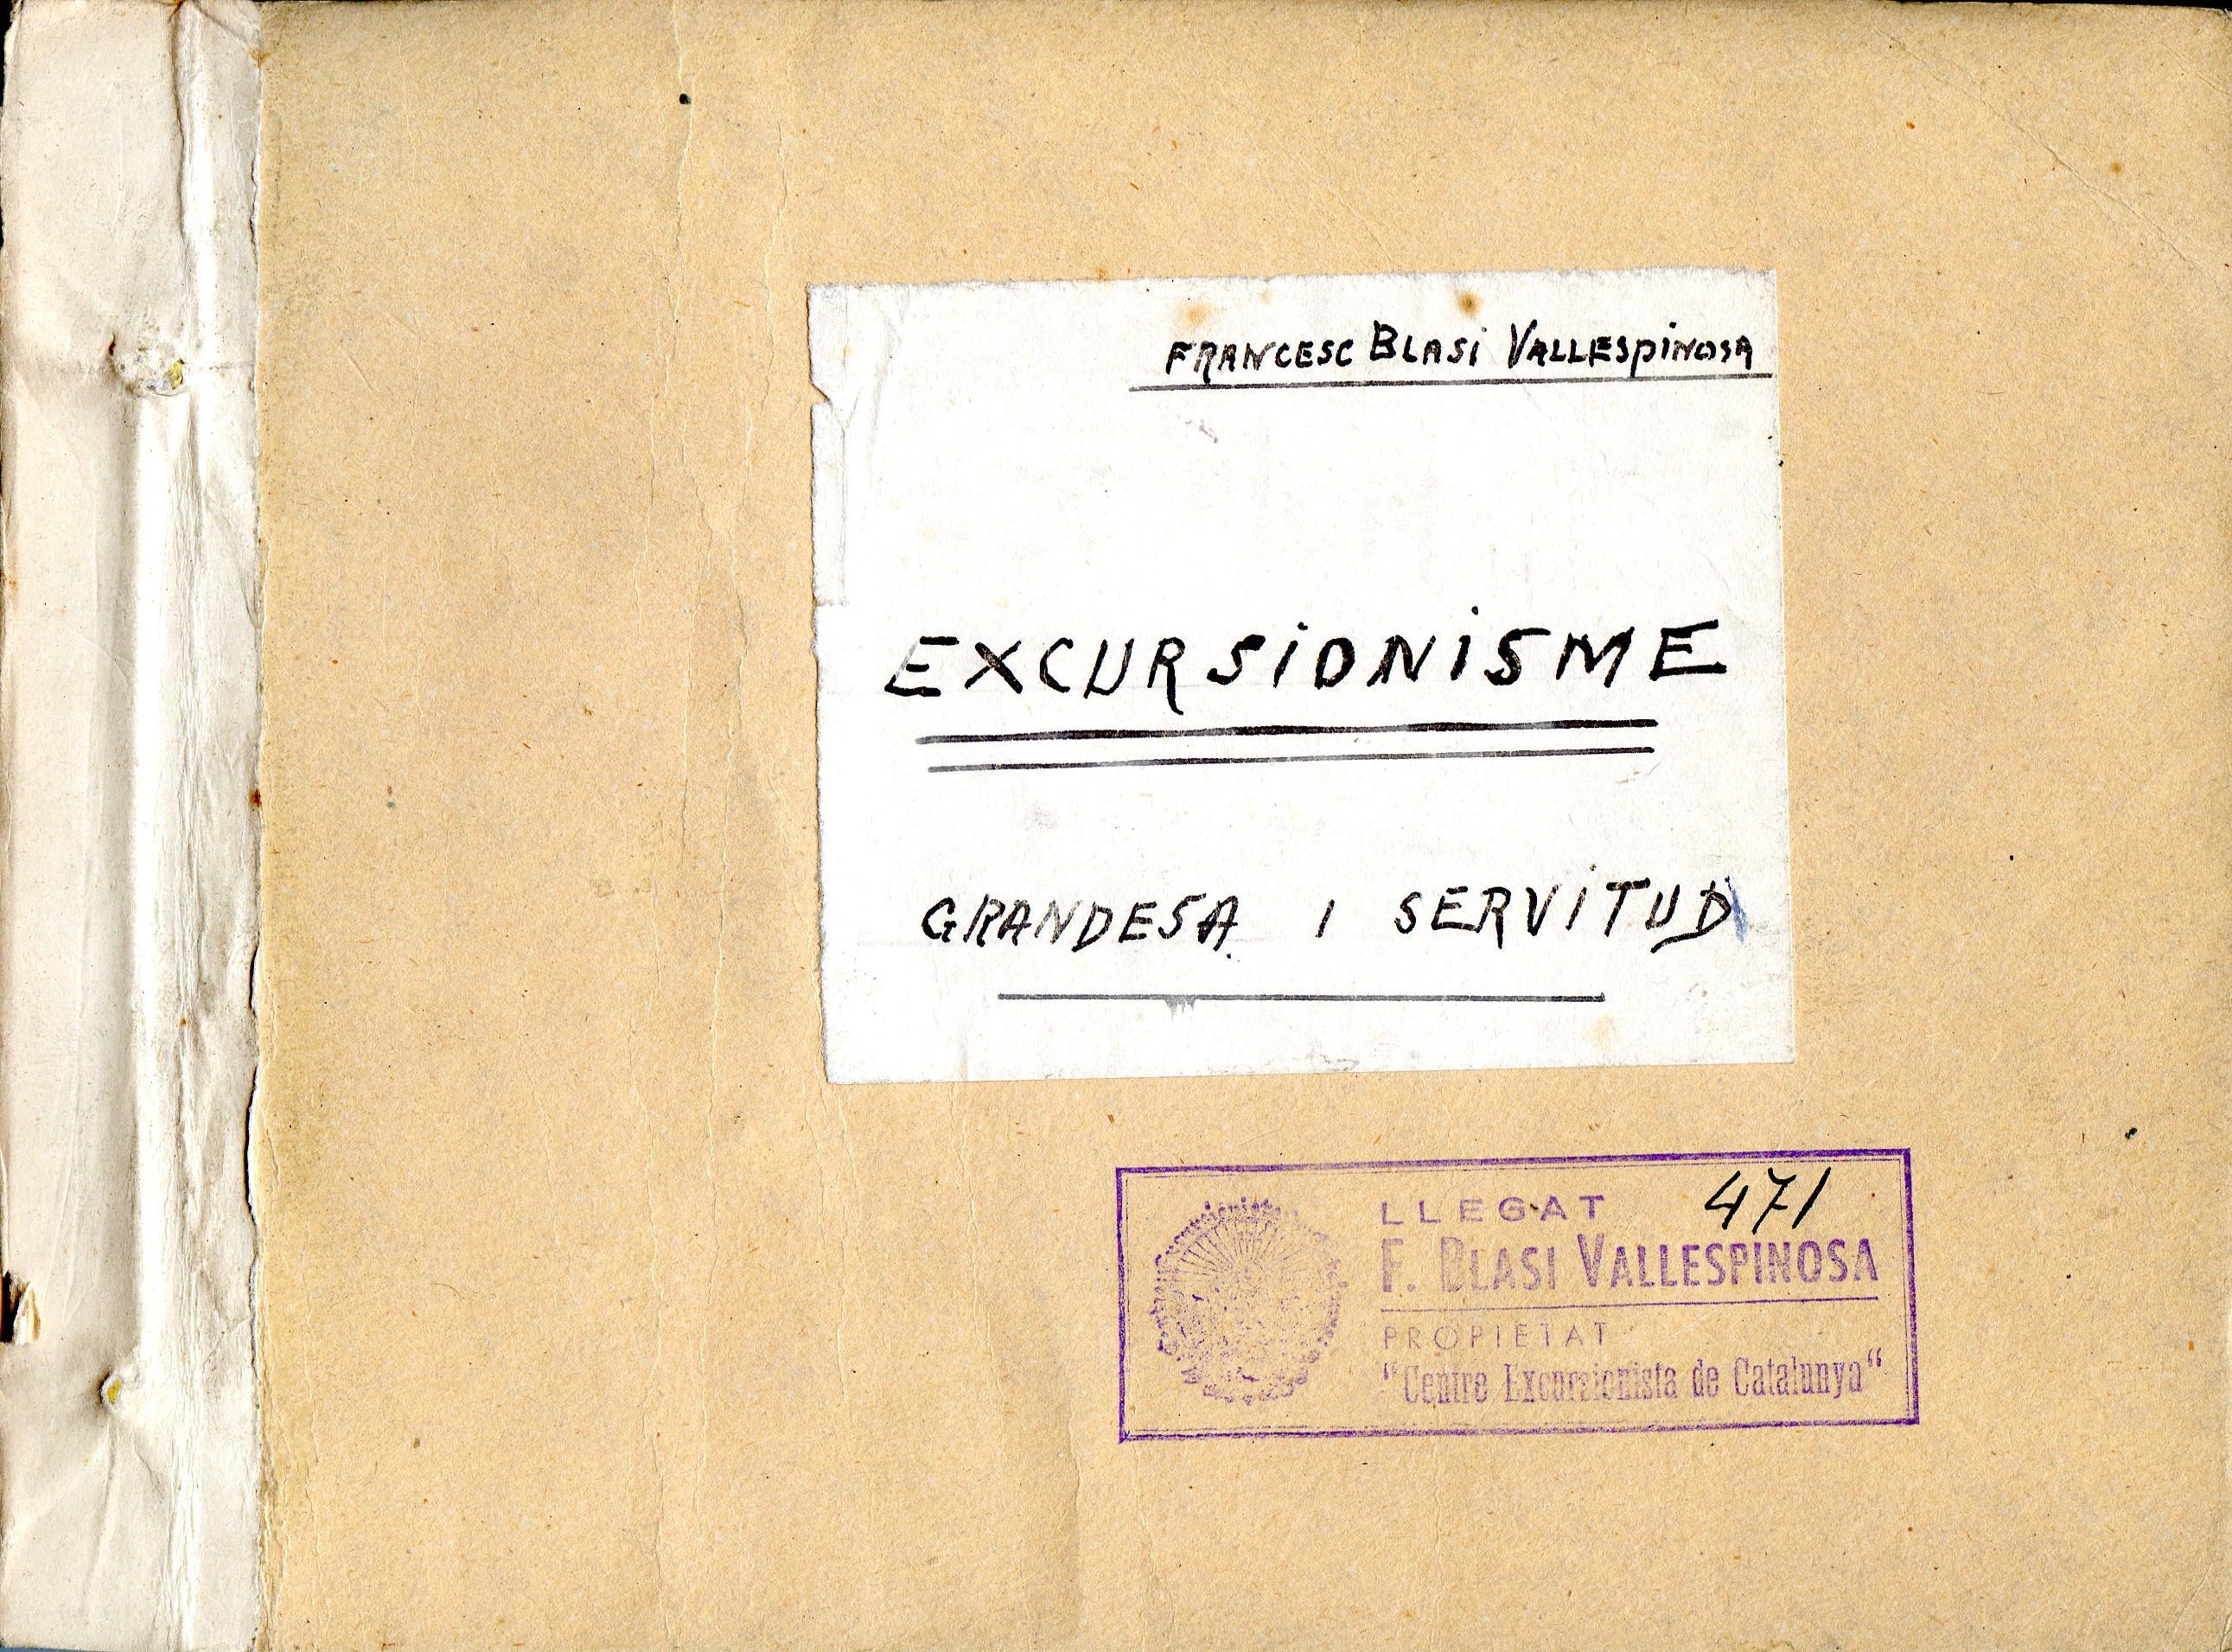 FRANCESC BLASI VALLESPINOSA
EXCURSIONISME
GRANDESA I SERVITUD
LLEGAT 471
F. BLASI VALLESPINOSA
PROPIETAT
"Centre Excursionista de Catalunya"